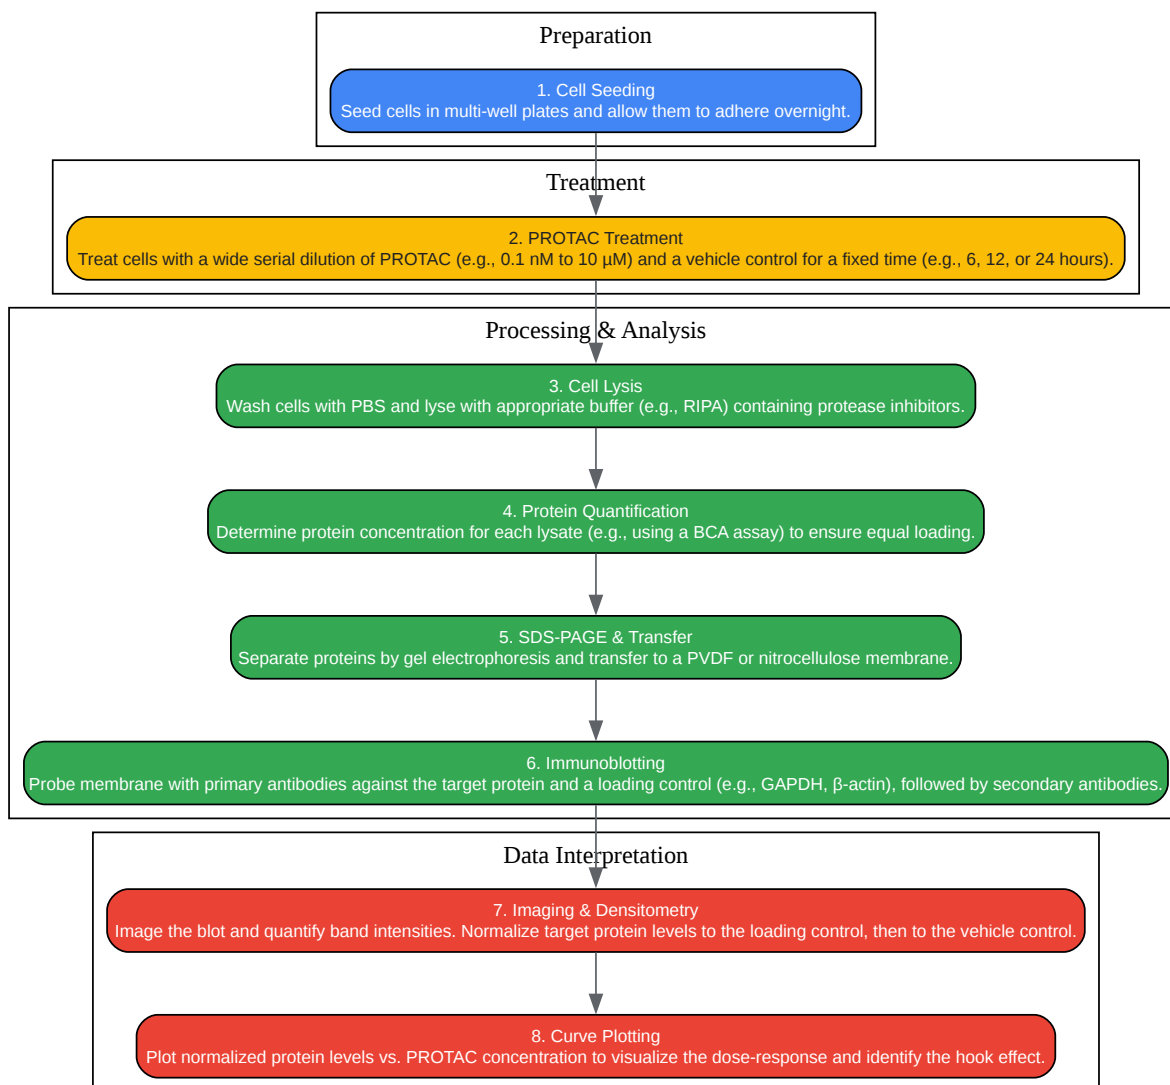 Preparation
1. Cell Seeding
Seed cells in multi-well plates and allow them to adhere overnight.
Treatment
2. PROTAC Treatment
Treat cells with a wide serial dilution of PROTAC (e.g., 0.1 nM to 10 µM) and a vehicle control for a fixed time (e.g., 6, 12, or 24 hours).
Processing & Analysis
3. Cell Lysis
Wash cells with PBS and lyse with appropriate buffer (e.g., RIPA) containing protease inhibitors.
4. Protein Quantification
Determine protein concentration for each lysate (e.g., using a BCA assay) to ensure equal loading.
5. SDS-PAGE & Transfer
Separate proteins by gel electrophoresis and transfer to a PVDF or nitrocellulose membrane.
6. Immunoblotting
Probe membrane with primary antibodies against the target protein and a loading control (e.g., GAPDH, β-actin), followed by secondary antibodies.
Data Interpretation
7. Imaging & Densitometry
Image the blot and quantify band intensities. Normalize target protein levels to the loading control, then to the vehicle control.
8. Curve Plotting
Plot normalized protein levels vs. PROTAC concentration to visualize the dose-response and identify the hook effect.